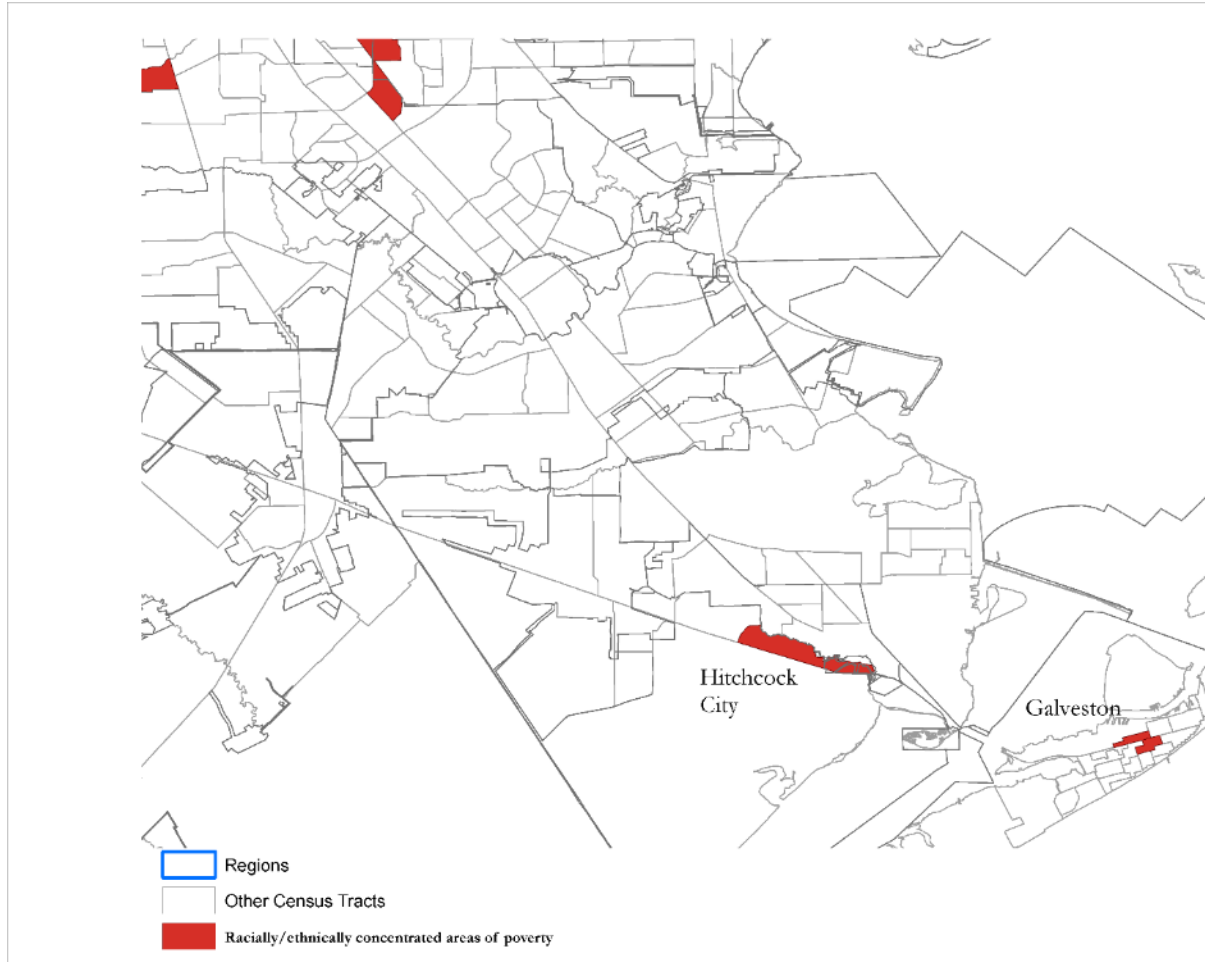 Hitchcock
City
Galveston
Regions
Other Census Tracts
Racially/ethnically concentrated areas of poverty